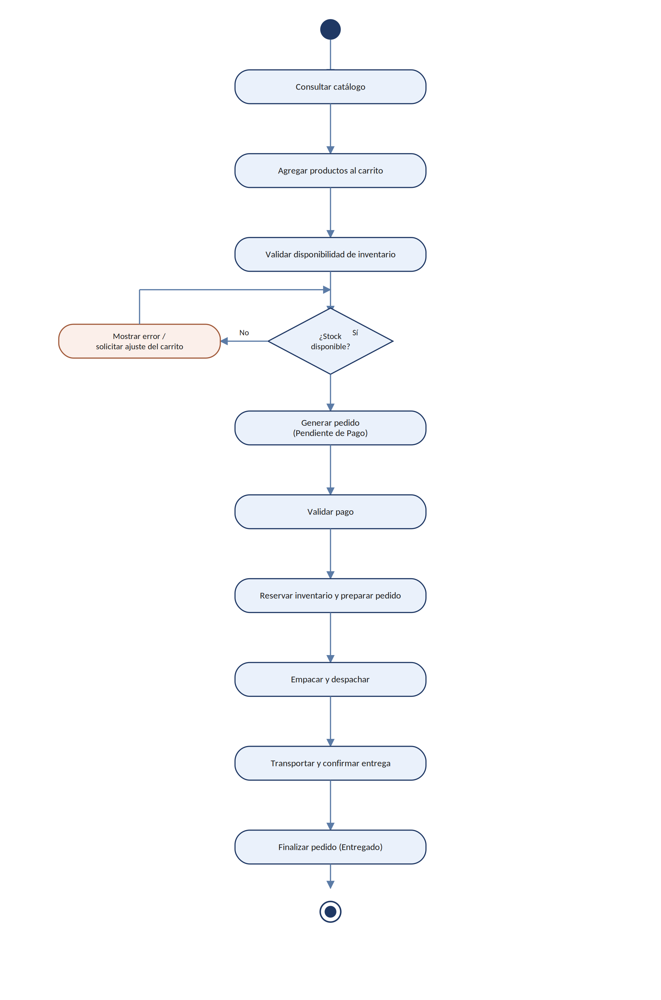 Consultar catálogo
Agregar productos al carrito
Validar disponibilidad de inventario
Mostrar error /
solicitar ajuste del carrito
No
¿Stock
disponible?
Sí
Generar pedido
(Pendiente de Pago)
Validar pago
Reservar inventario y preparar pedido
Empacar y despachar
Transportar y confirmar entrega
Finalizar pedido (Entregado)